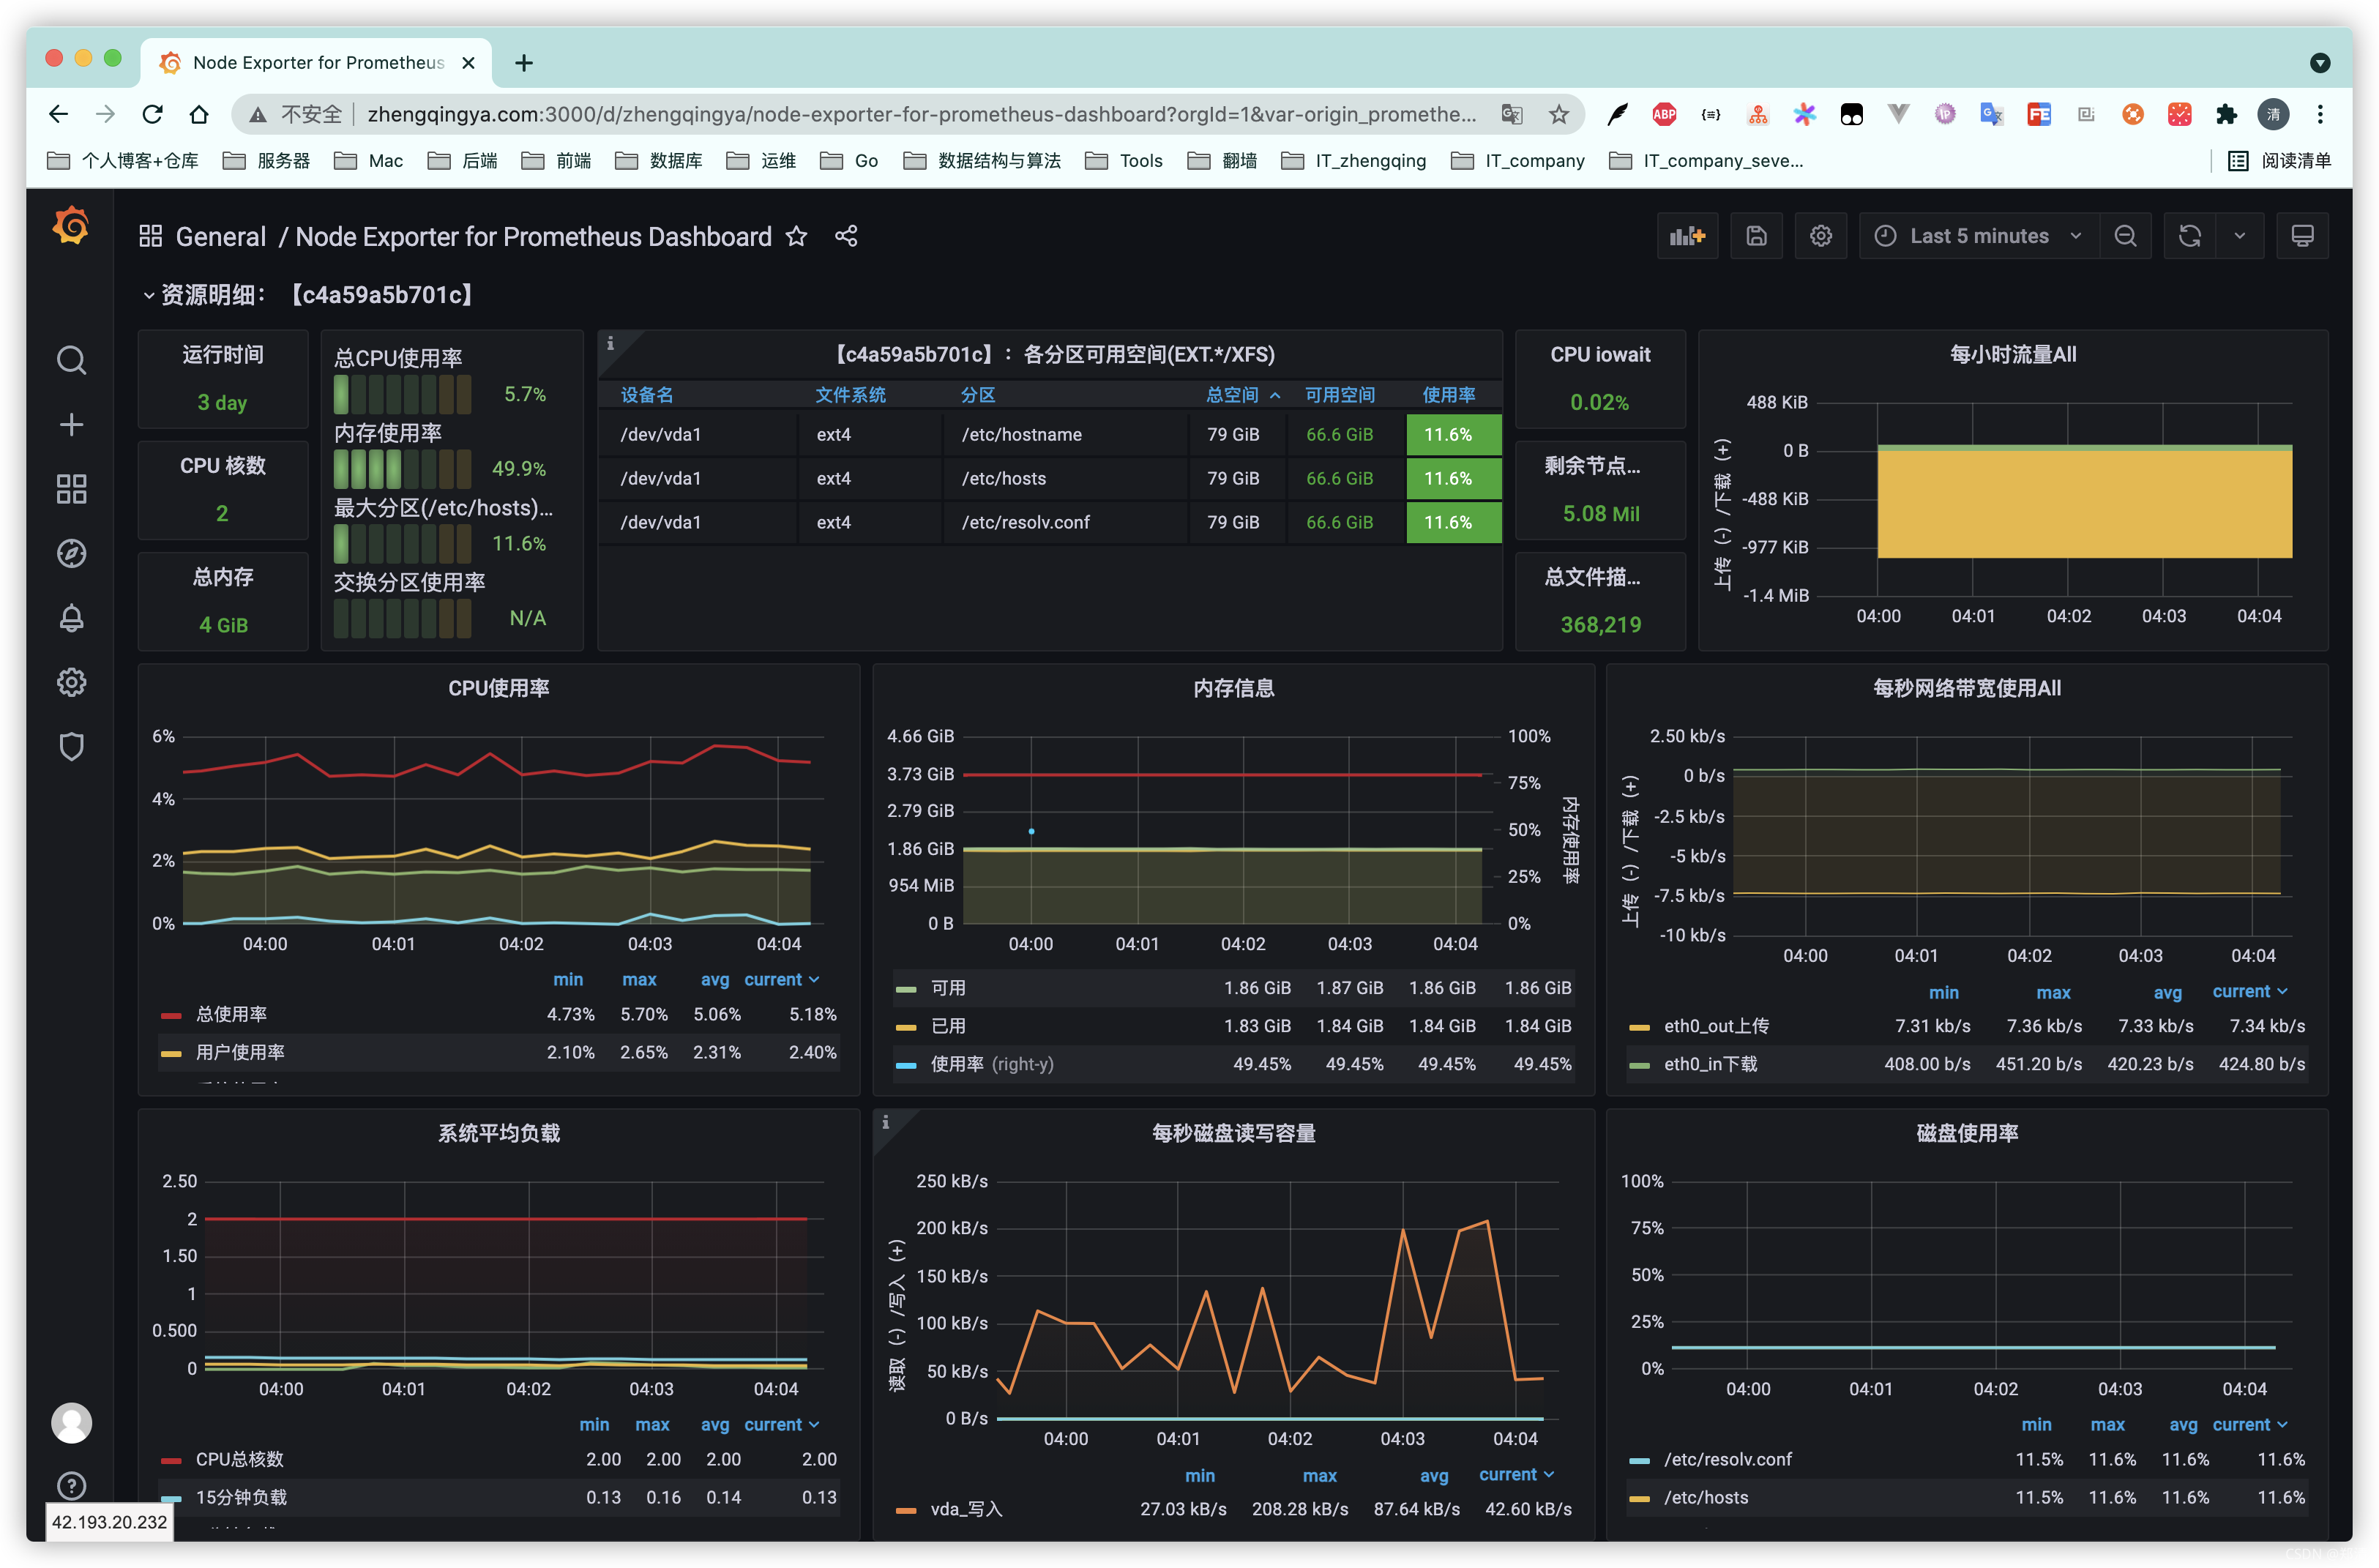 Node Exporter for Prometheus
不安全 zhengqingya.com:3000/d/zhengqingya/node-exporter-for-prometheus-dashboard?orgId=1&var-origin_promethe...
ABP
FE
清
个人博客+仓库 服务器 Mac 后端 前端 数据库 运维 Go 数据结构与算法 Tools 翻墙 IT_zhengqing IT_company IT_company_seve... 阅读清单
General / Node Exporter for Prometheus Dashboard
Last 5 minutes
资源明细：【c4a59a5b701c】
运行时间
3 day
CPU 核数
2
总内存
4 GiB
总CPU使用率
5.7%
内存使用率
49.9%
最大分区(/etc/hosts)...
11.6%
交换分区使用率
N/A
【c4a59a5b701c】：各分区可用空间(EXT.*/XFS)
设备名 文件系统 分区 总空间 可用空间 使用率
/dev/vda1 ext4 /etc/hostname 79 GiB 66.6 GiB 11.6%
/dev/vda1 ext4 /etc/hosts 79 GiB 66.6 GiB 11.6%
/dev/vda1 ext4 /etc/resolv.conf 79 GiB 66.6 GiB 11.6%
CPU iowait
0.02%
剩余节点...
5.08 Mil
总文件描...
368,219
每小时流量All
上传（-）/下载（+）
488 KiB
0 B
-488 KiB
-977 KiB
-1.4 MiB
04:00 04:01 04:02 04:03 04:04
CPU使用率
6%
4%
2%
0%
04:00 04:01 04:02 04:03 04:04
min max avg current
总使用率 4.73% 5.70% 5.06% 5.18%
用户使用率 2.10% 2.65% 2.31% 2.40%
内存信息
4.66 GiB
3.73 GiB
2.79 GiB
1.86 GiB
954 MiB
0 B
100%
75%
50%
25%
0%
内存使用率
04:00 04:01 04:02 04:03 04:04
可用 1.86 GiB 1.87 GiB 1.86 GiB 1.86 GiB
已用 1.83 GiB 1.84 GiB 1.84 GiB 1.84 GiB
使用率 (right-y) 49.45% 49.45% 49.45% 49.45%
每秒网络带宽使用All
上传（-）/下载（+）
2.50 kb/s
0 b/s
-2.5 kb/s
-5 kb/s
-7.5 kb/s
-10 kb/s
04:00 04:01 04:02 04:03 04:04
min max avg current
eth0_out上传 7.31 kb/s 7.36 kb/s 7.33 kb/s 7.34 kb/s
eth0_in下载 408.00 b/s 451.20 b/s 420.23 b/s 424.80 b/s
系统平均负载
2.50
2
1.50
1
0.500
0
04:00 04:01 04:02 04:03 04:04
min max avg current
CPU总核数 2.00 2.00 2.00 2.00
15分钟负载 0.13 0.16 0.14 0.13
每秒磁盘读写容量
读取（-）/写入（+）
250 kB/s
200 kB/s
150 kB/s
100 kB/s
50 kB/s
0 B/s
04:00 04:01 04:02 04:03 04:04
min max avg current
vda_写入 27.03 kB/s 208.28 kB/s 87.64 kB/s 42.60 kB/s
磁盘使用率
100%
75%
50%
25%
0%
04:00 04:01 04:02 04:03 04:04
min max avg current
/etc/resolv.conf 11.5% 11.6% 11.6% 11.6%
/etc/hosts 11.5% 11.6% 11.6% 11.6%
42.193.20.232